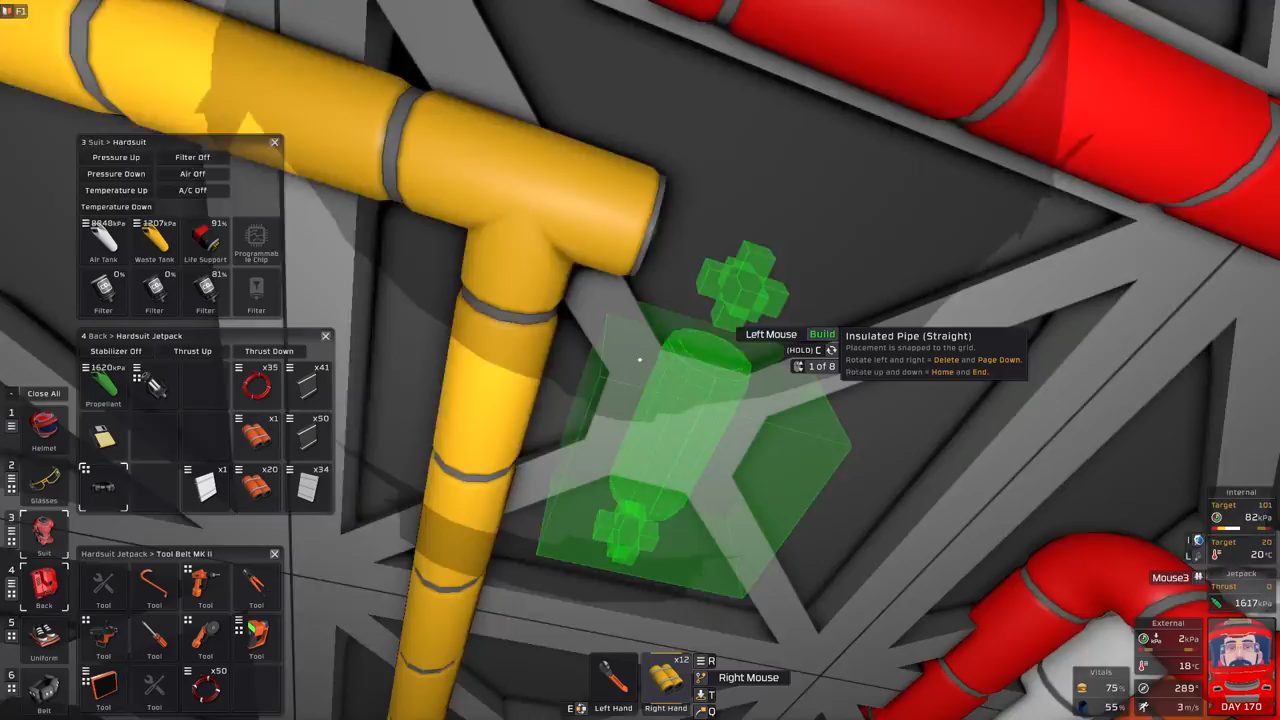 F1
3 Suit > Hardsuit
Pressure Up Filter Off
Pressure Down Air Off
Temperature Up A/C Off
Temperature Down
8848kPa 1207kPa 91%
Air Tank Waste Tank Life Support Programmab le Chip
0% 0% 81%
Filter Filter Filter Filter
4 Back > Hardsuit Jetpack
Stabilizer Off Thrust Up Thrust Down
1620kPa x35 x41
Propellant
x1 x50
x1 x20 x34
Close All
1
Helmet
2
Glasses
3
Suit
4
Back
5
Uniform
6
Belt
Hardsuit Jetpack > Tool Belt MK II
Tool Tool Tool Tool
Tool Tool Tool Tool
x50
Tool Tool Tool
Left Mouse Build
(HOLD) C
1 of 8
Insulated Pipe (Straight)
Placement is snapped to the grid.
Rotate left and right = Delete and Page Down.
Rotate up and down = Home and End.
x12 R
Right Mouse
T
E Left Hand Right Hand Q
Internal
Target 101
82kPa
Target 20
20°C
Jetpack
Thrust 0
1617kPa
Mouse3
External
2kPa
18°C
289°
3m/s
Vitals
75%
55%
DAY 170